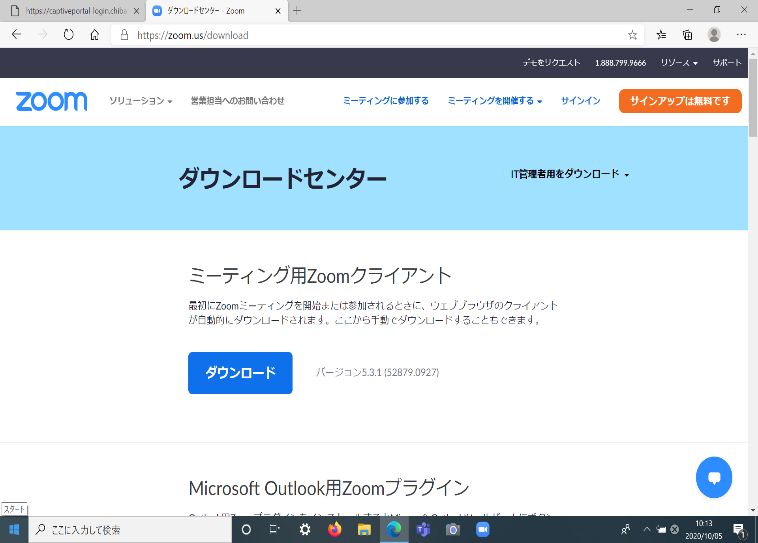 https://captiveportal-login.chiba
ダウンロードセンター - Zoom
https://zoom.us/download
デモをリクエスト 1.888.799.9666 リソース サポート
zoom ソリューション 営業担当へのお問い合わせ ミーティングに参加する ミーティングを開催する サインイン サインアップは無料です
ダウンロードセンター
IT管理者用をダウンロード
ミーティング用Zoomクライアント
最初にZoomミーティングを開始または参加されるときに、ウェブブラウザのクライアント
が自動的にダウンロードされます。ここから手動でダウンロードすることもできます。
ダウンロード バージョン5.3.1 (52879.0927)
Microsoft Outlook用Zoomプラグイン
スタート
ここに入力して検索
10:13
2020/10/05
1